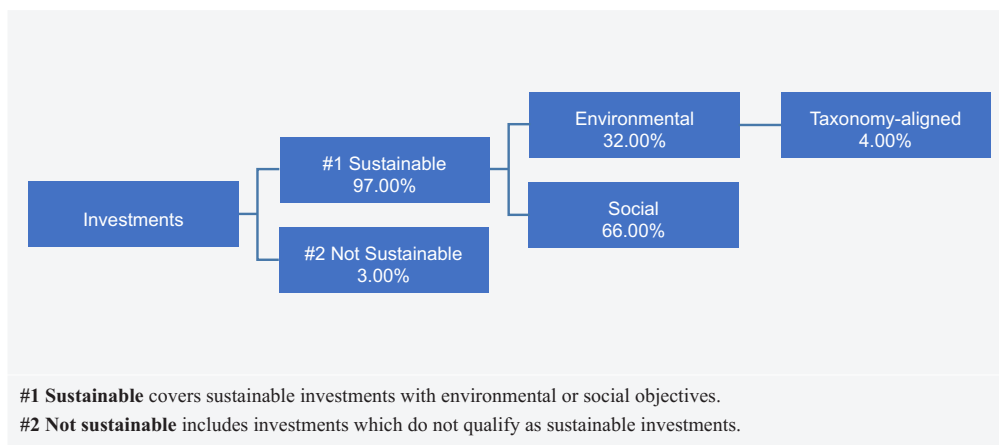 Investments
#1 Sustainable
97.00%
#2 Not Sustainable
3.00%
Environmental
32.00%
Social
66.00%
Taxonomy-aligned
4.00%
#1 Sustainable covers sustainable investments with environmental or social objectives.
#2 Not sustainable includes investments which do not qualify as sustainable investments.